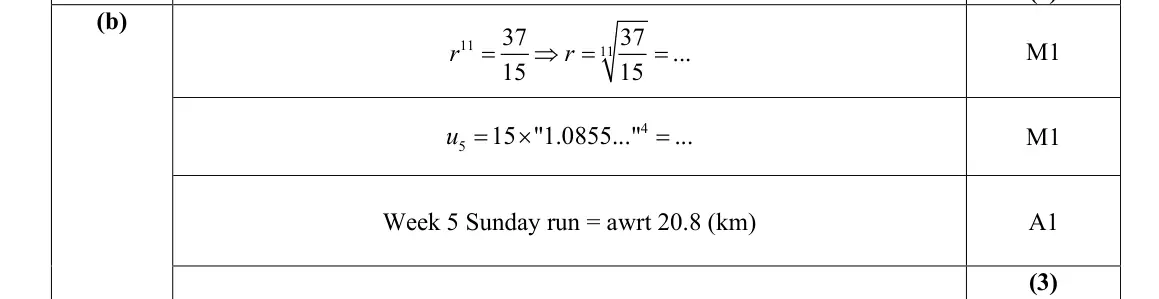 (b)
r^11 = 37/15 ⇒ r = ¹¹√(37/15) = ... M1
u_5 = 15×"1.0855..."^4 = ... M1
Week 5 Sunday run = awrt 20.8 (km) A1
(3)